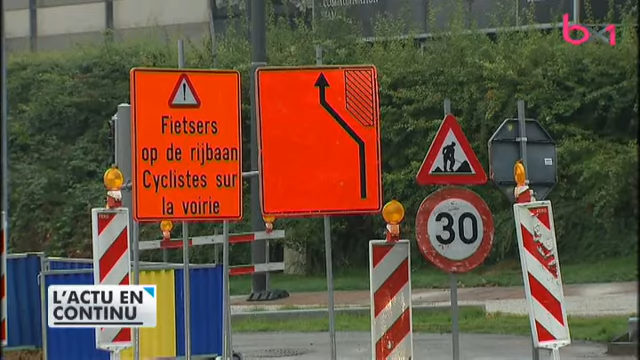 bx1
Fietsers
op de rijbaan
Cyclistes sur
la voirie
30
L'ACTU EN
CONTINU